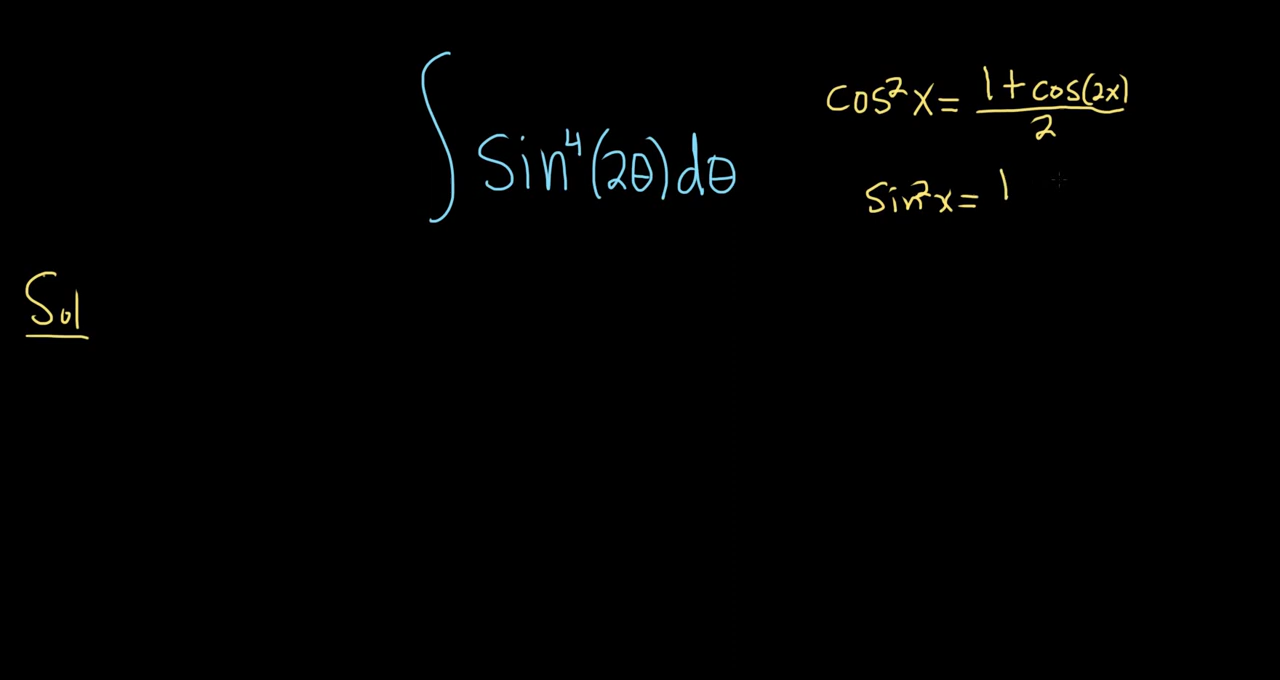 ∫ Sin⁴(2θ) dθ
cos²x = (1 + cos(2x))/2
Sin²x = 1
Sol